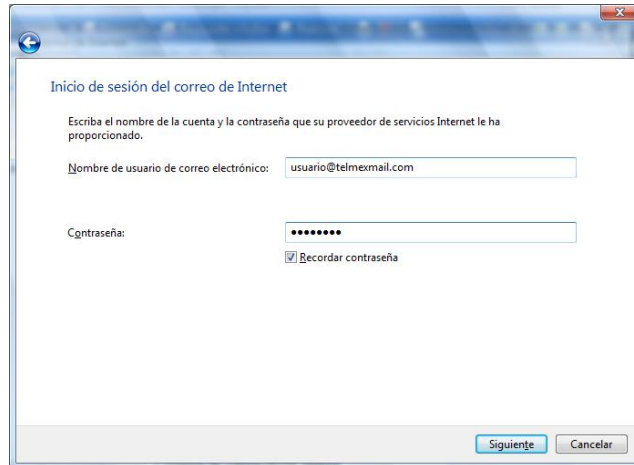 Inicio de sesión del correo de Internet
Escriba el nombre de la cuenta y la contraseña que su proveedor de servicios Internet le ha
proporcionado.
Nombre de usuario de correo electrónico: usuario@telmexmail.com
Contraseña: ••••••••
Recordar contraseña
Siguiente Cancelar